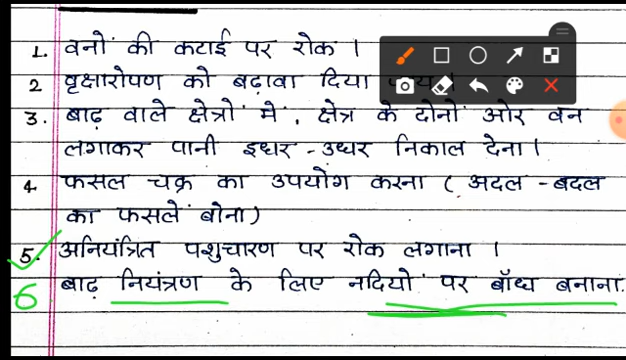 1. वनों की कटाई पर रोक ।
2 वृक्षारोपण को बढ़ावा दिया जाय ।
3. बाढ़ वाले क्षेत्रों में, क्षेत्र के दोनों ओर वन
लगाकर पानी इधर-उधर निकाल देना ।
4. फसल चक्र का उपयोग करना ( अदल-बदल
का फसलें बोना )
5. अनियंत्रित पशुचारण पर रोक लगाना ।
6 बाढ़ नियंत्रण के लिए नदियों पर बाँध बनाना.